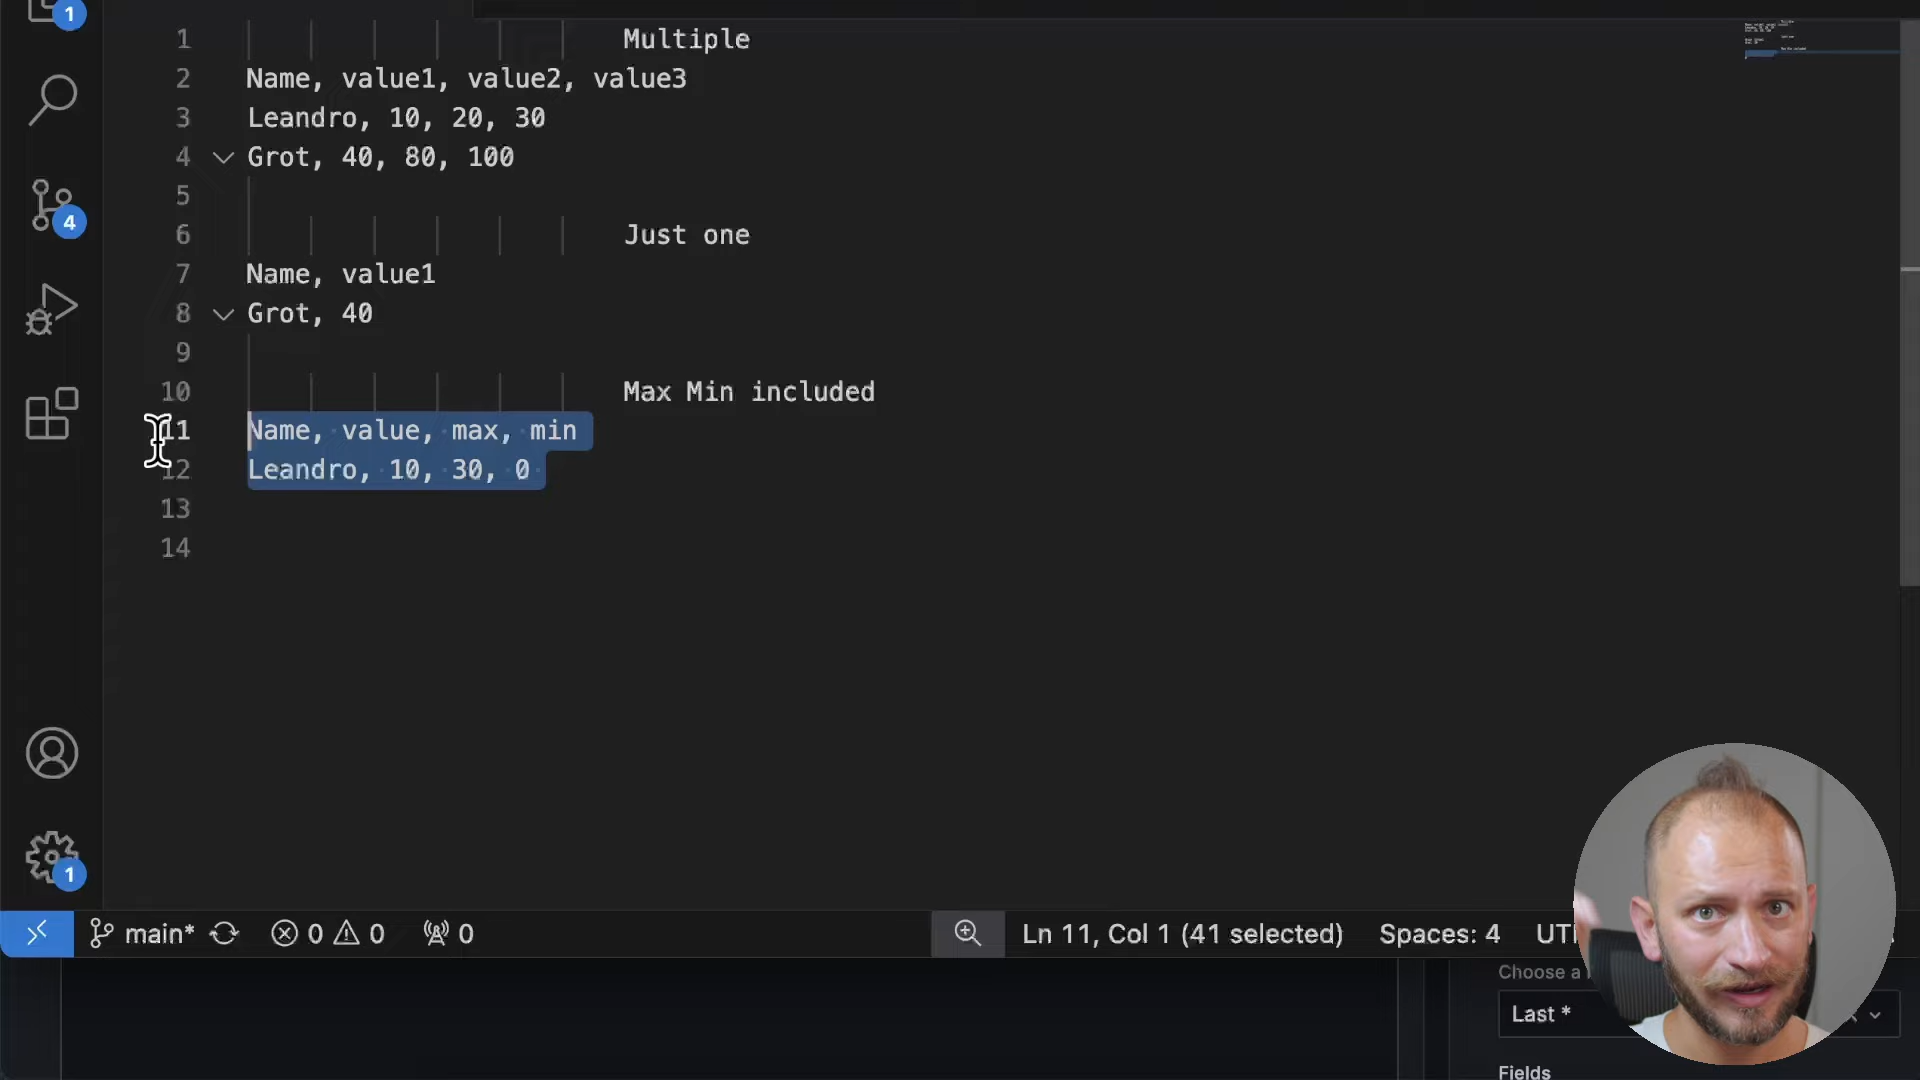 1
1 Multiple
2 Name, value1, value2, value3
3 Leandro, 10, 20, 30
4 Grot, 40, 80, 100
5
4
6 Just one
7 Name, value1
8 Grot, 40
9
10 Max Min included
11 Name, value, max, min
12 Leandro, 10, 30, 0
13
14
1
main* 0 0 0 Ln 11, Col 1 (41 selected) Spaces: 4
Choose a
Last *
Fields